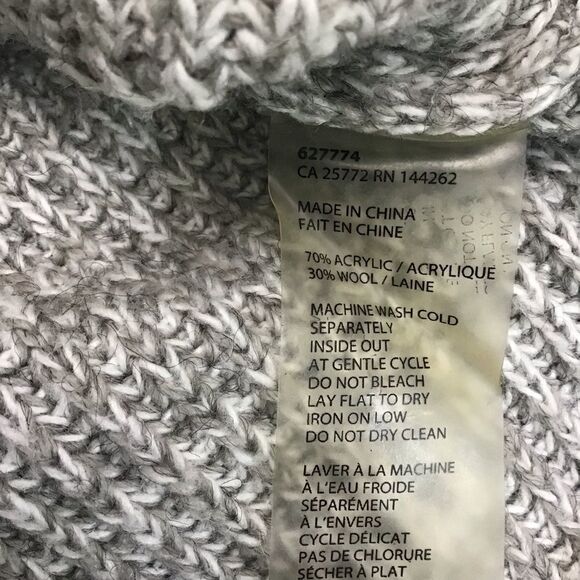 627774
CA 25772 RN 144262
MADE IN CHINA
FAIT EN CHINE
70% ACRYLIC / ACRYLIQUE
30% WOOL / LAINE
MACHINE WASH COLD
SEPARATELY
INSIDE OUT
AT GENTLE CYCLE
DO NOT BLEACH
LAY FLAT TO DRY
IRON ON LOW
DO NOT DRY CLEAN
LAVER À LA MACHINE
À L'EAU FROIDE
SÉPARÉMENT
À L'ENVERS
CYCLE DÉLICAT
PAS DE CHLORURE
SÉCHER À PLAT